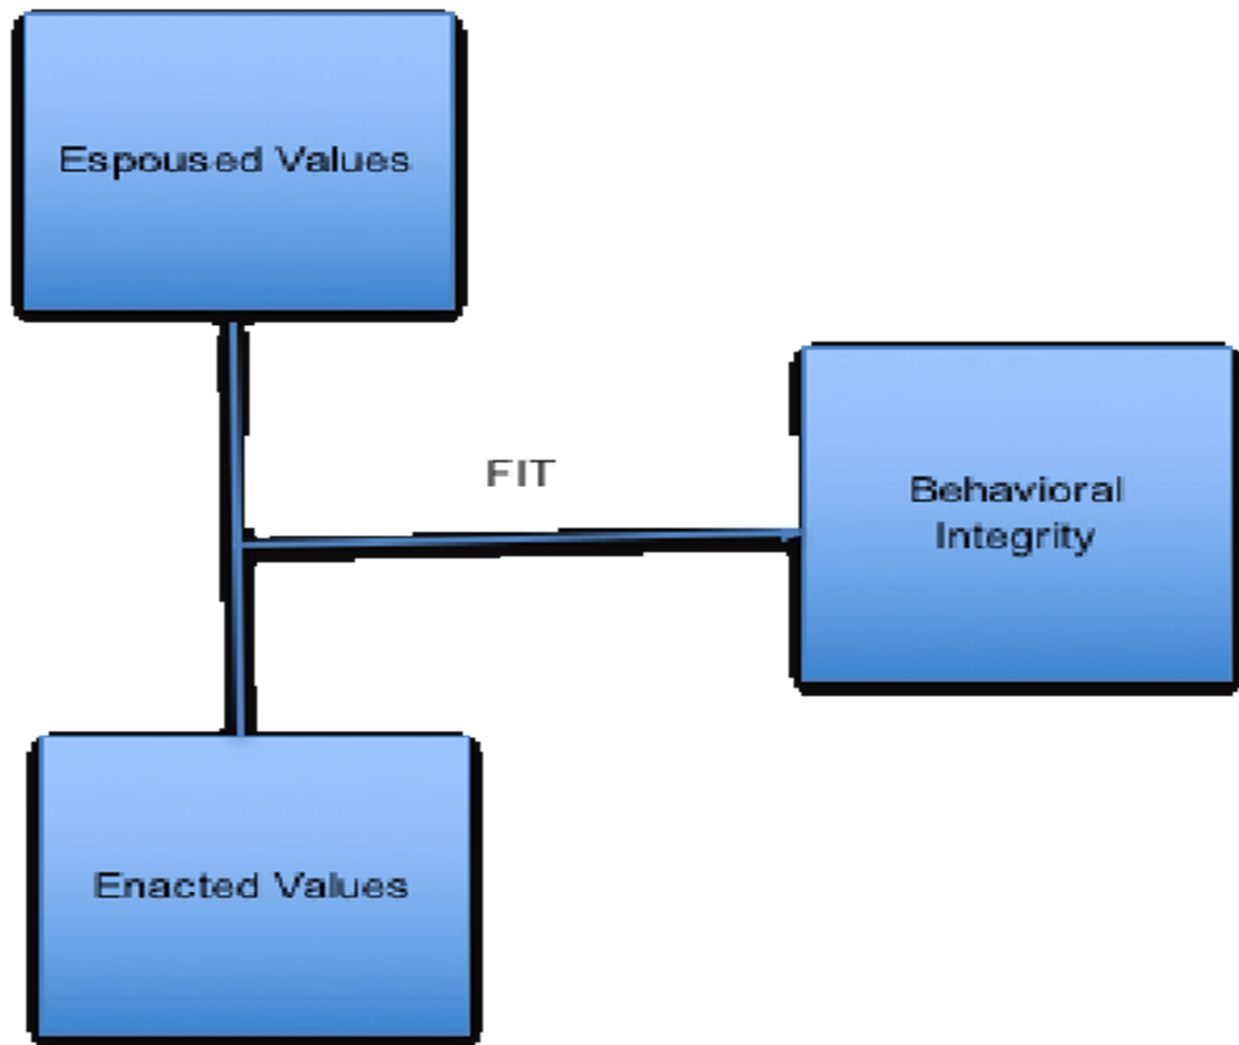 Espoused Values
FIT
Behavioral
Integrity
Enacted Values